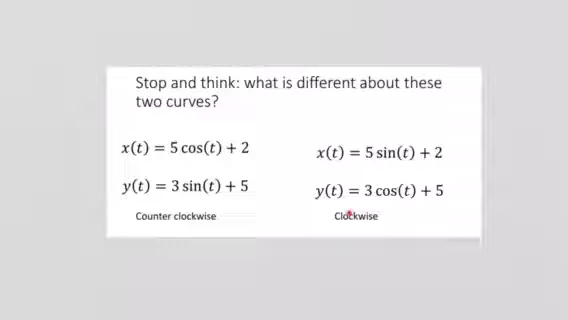 Stop and think: what is different about these
two curves?
x(t) = 5 cos(t) + 2
y(t) = 3 sin(t) + 5
Counter clockwise
x(t) = 5 sin(t) + 2
y(t) = 3 cos(t) + 5
Clockwise